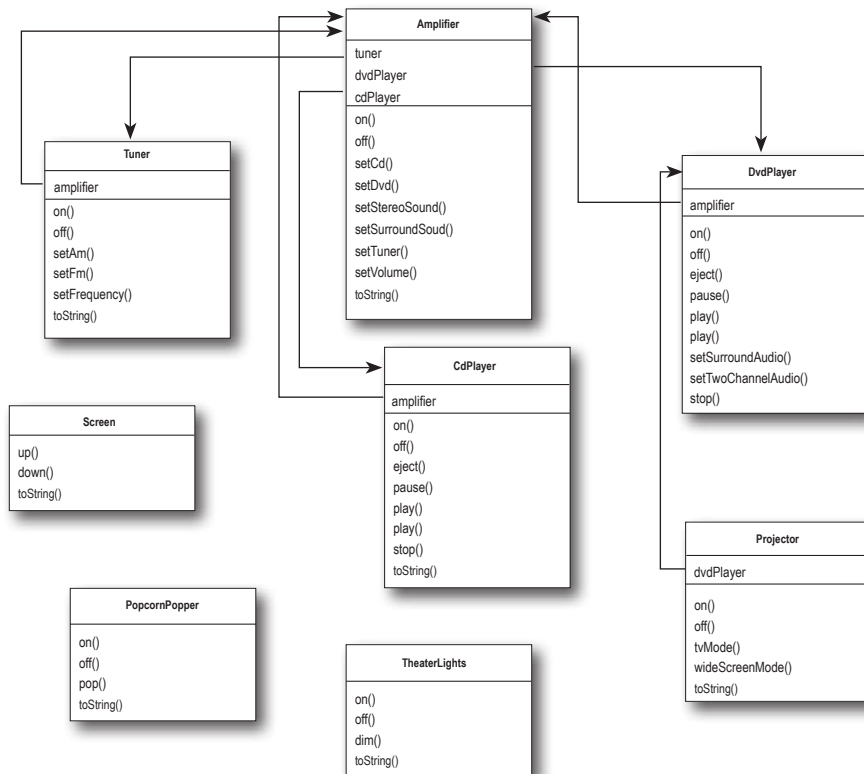 Amplifier
tuner
dvdPlayer
cdPlayer
on()
off()
setCd()
setDvd()
setStereoSound()
setSurroundSoud()
setTuner()
setVolume()
toString()
Tuner
amplifier
on()
off()
setAm()
setFm()
setFrequency()
toString()
DvdPlayer
amplifier
on()
off()
eject()
pause()
play()
play()
setSurroundAudio()
setTwoChannelAudio()
stop()
CdPlayer
amplifier
on()
off()
eject()
pause()
play()
play()
stop()
toString()
Screen
up()
down()
toString()
Projector
dvdPlayer
on()
off()
tvMode()
wideScreenMode()
toString()
PopcornPopper
on()
off()
pop()
toString()
TheaterLights
on()
off()
dim()
toString()